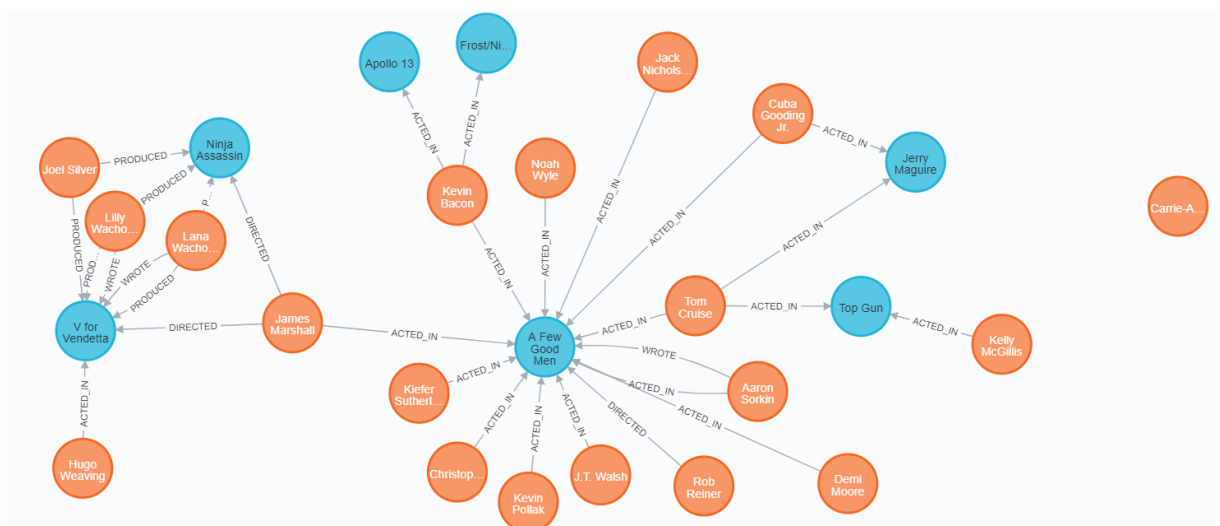 Frost/Ni...
Apollo 13
Jack
Nichols...
ACTED_IN
ACTED_IN
Cuba
Gooding
Jr.
ACTED_IN
Ninja
Assassin
Joel Silver
PRODUCED
Noah
Wyle
Jerry
Maguire
PRODUCED
P...
Kevin
Bacon
ACTED_IN
ACTED_IN
Carrie-A...
Lilly
Wacho...
Lana
Wacho...
PRODUCED
DIRECTED
ACTED_IN
ACTED_IN
ACTED_IN
PROD...
WROTE
WROTE
PRODUCED
V for
Vendetta
DIRECTED
James
Marshall
ACTED_IN
A Few
Good
Men
ACTED_IN
Tom
Cruise
ACTED_IN
Top Gun
ACTED_IN
Kelly
McGillis
WROTE
ACTED_IN
Kiefer
Sutherl...
ACTED_IN
Aaron
Sorkin
ACTED_IN
ACTED_IN
ACTED_IN
ACTED_IN
DIRECTED
ACTED_IN
Hugo
Weaving
Christop...
Kevin
Pollak
J.T. Walsh
Rob
Reiner
Demi
Moore